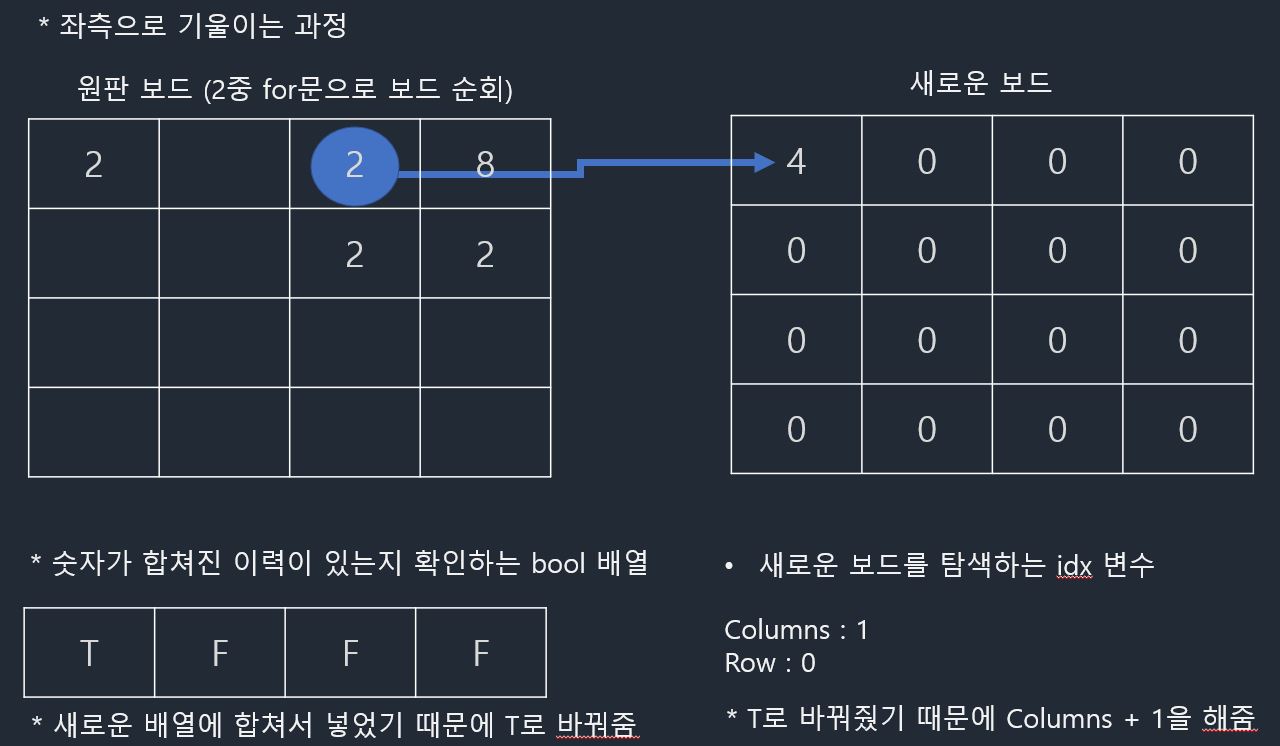 * 좌측으로 기울이는 과정
원판 보드 (2중 for문으로 보드 순회)
새로운 보드
2 2 8
2 2
4 0 0 0
0 0 0 0
0 0 0 0
0 0 0 0
* 숫자가 합쳐진 이력이 있는지 확인하는 bool 배열
T F F F
* 새로운 배열에 합쳐서 넣었기 때문에 T로 바꿔줌
• 새로운 보드를 탐색하는 idx 변수
Columns : 1
Row : 0
* T로 바꿔줬기 때문에 Columns + 1을 해줌